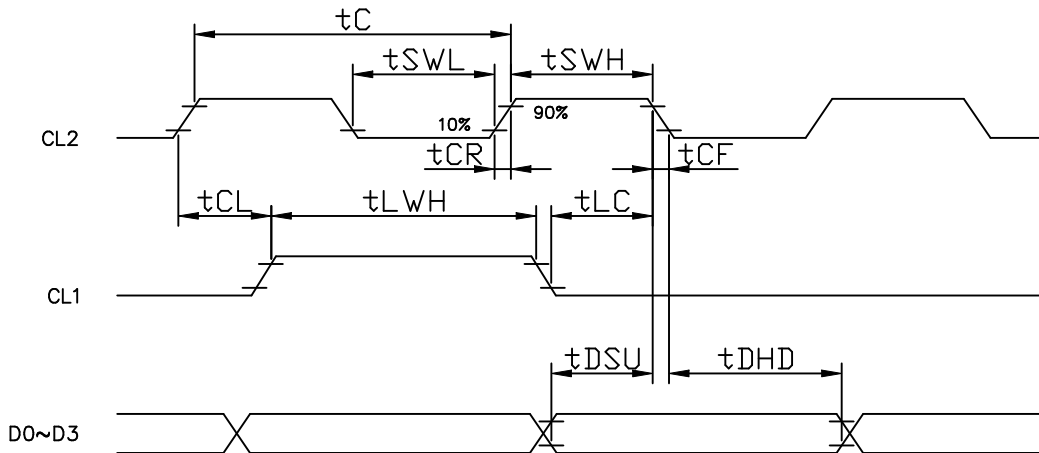 tC
tSWL
tSWH
10%
90%
CL2
tCR
tCF
tCL
tLWH
tLC
CL1
tDSU
tDHD
D0~D3